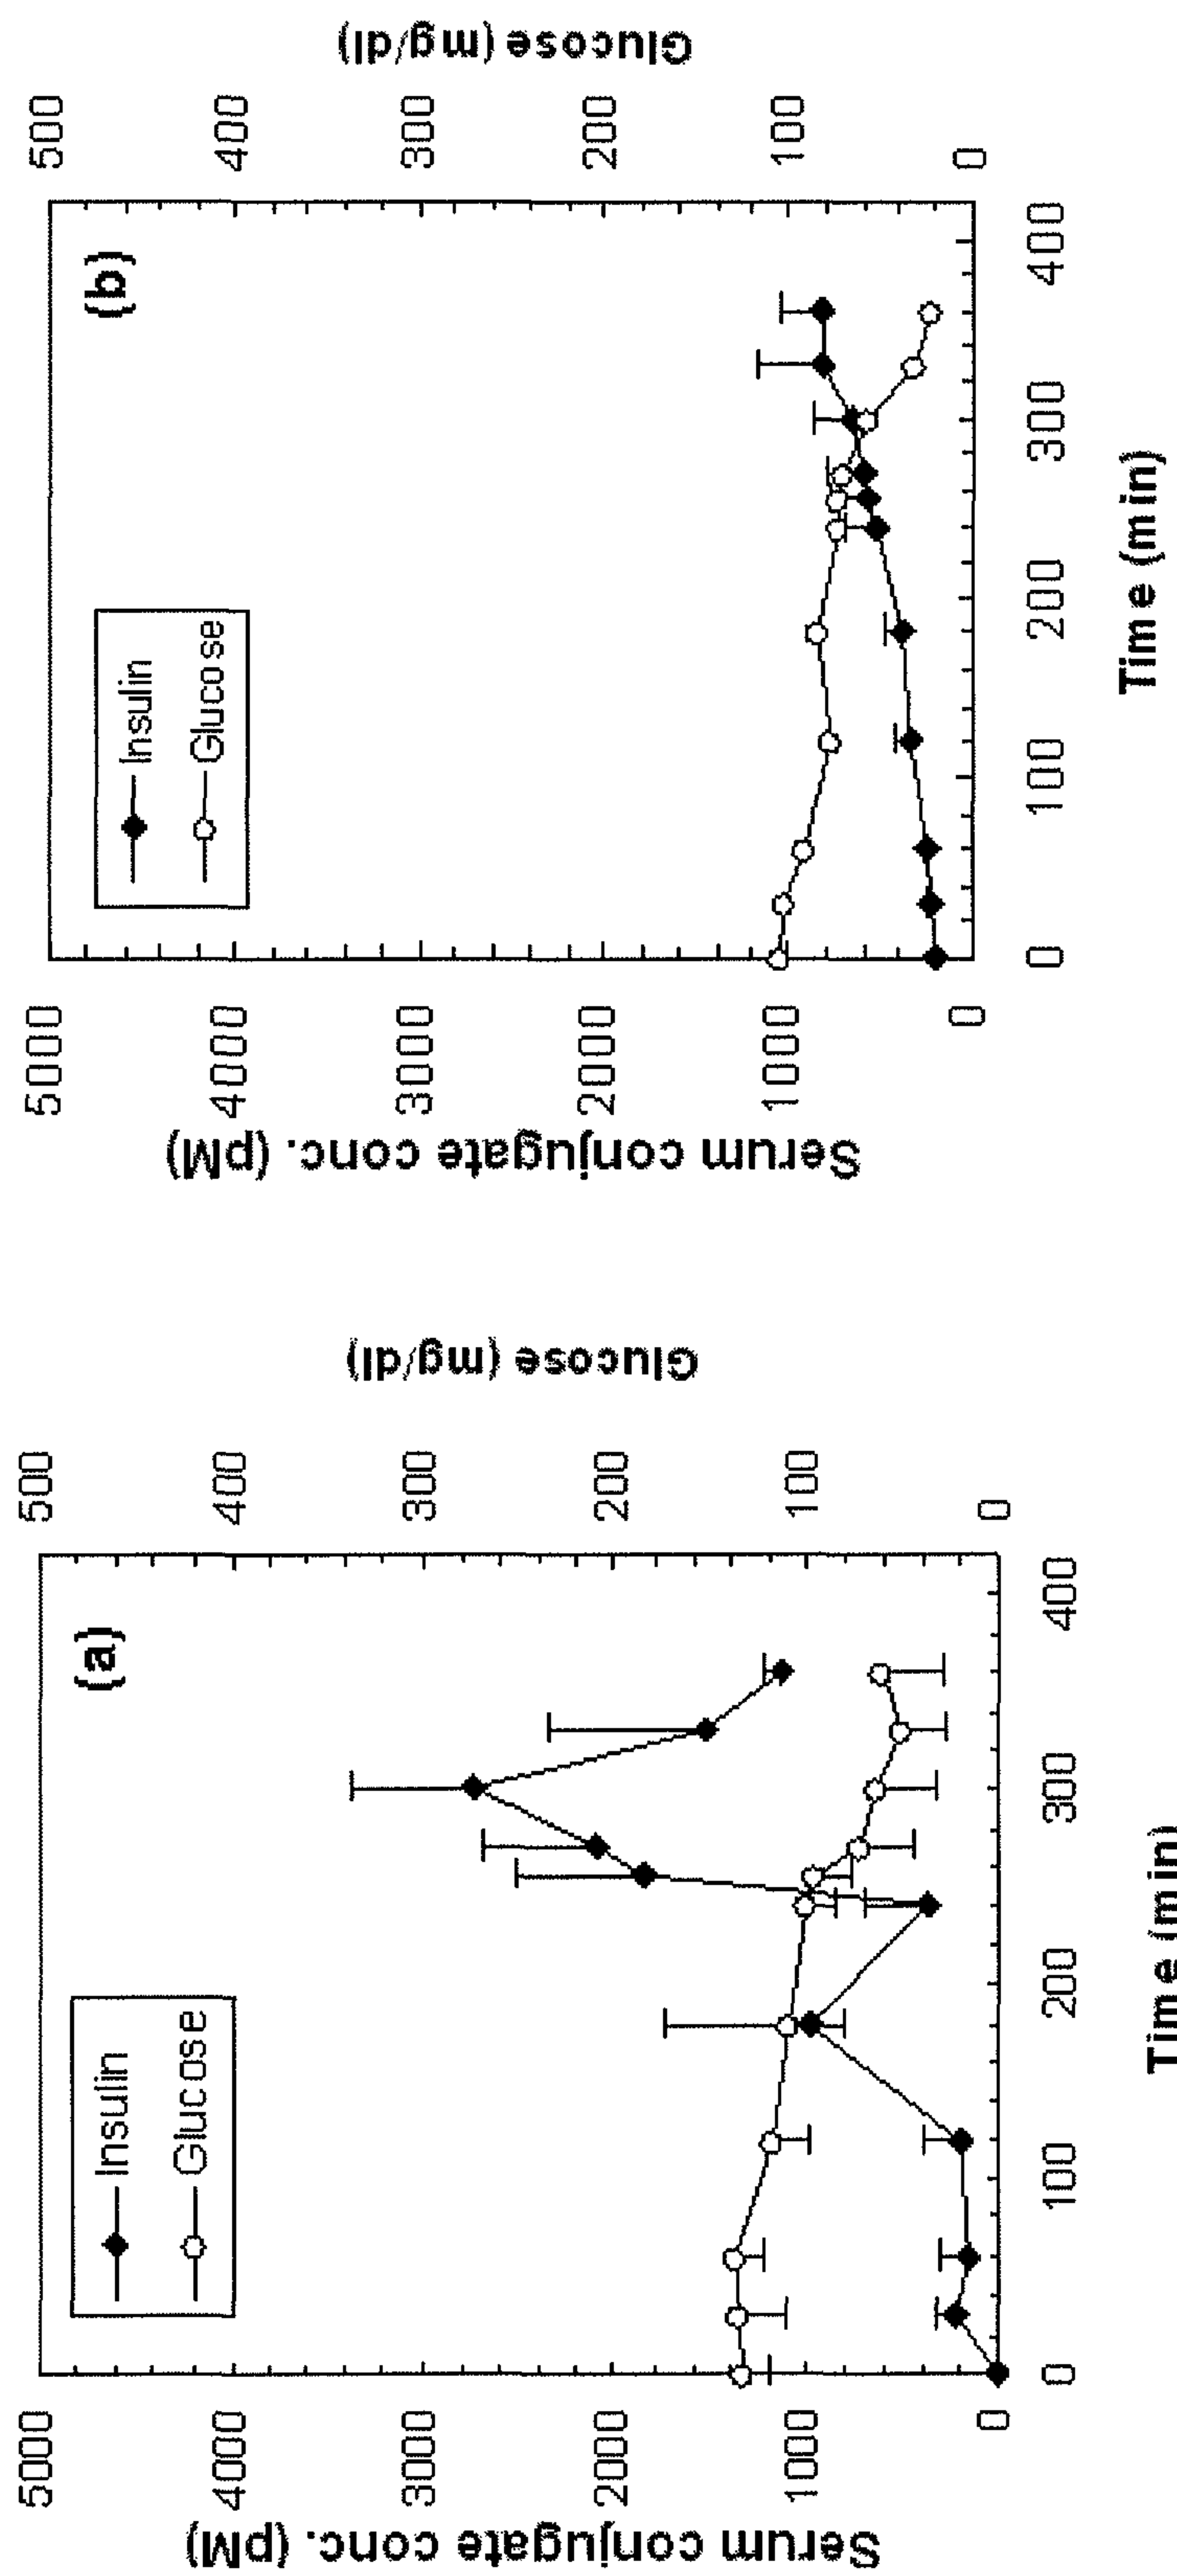 (a)
Insulin
Glucose
Serum conjugate conc. (pM)
5000
4000
3000
2000
1000
0
Glucose (mg/dl)
500
400
300
200
100
0
0 100 200 300 400
Time (min)
(b)
Insulin
Glucose
Serum conjugate conc. (pM)
5000
4000
3000
2000
1000
0
Glucose (mg/dl)
500
400
300
200
100
0
0 100 200 300 400
Time (min)